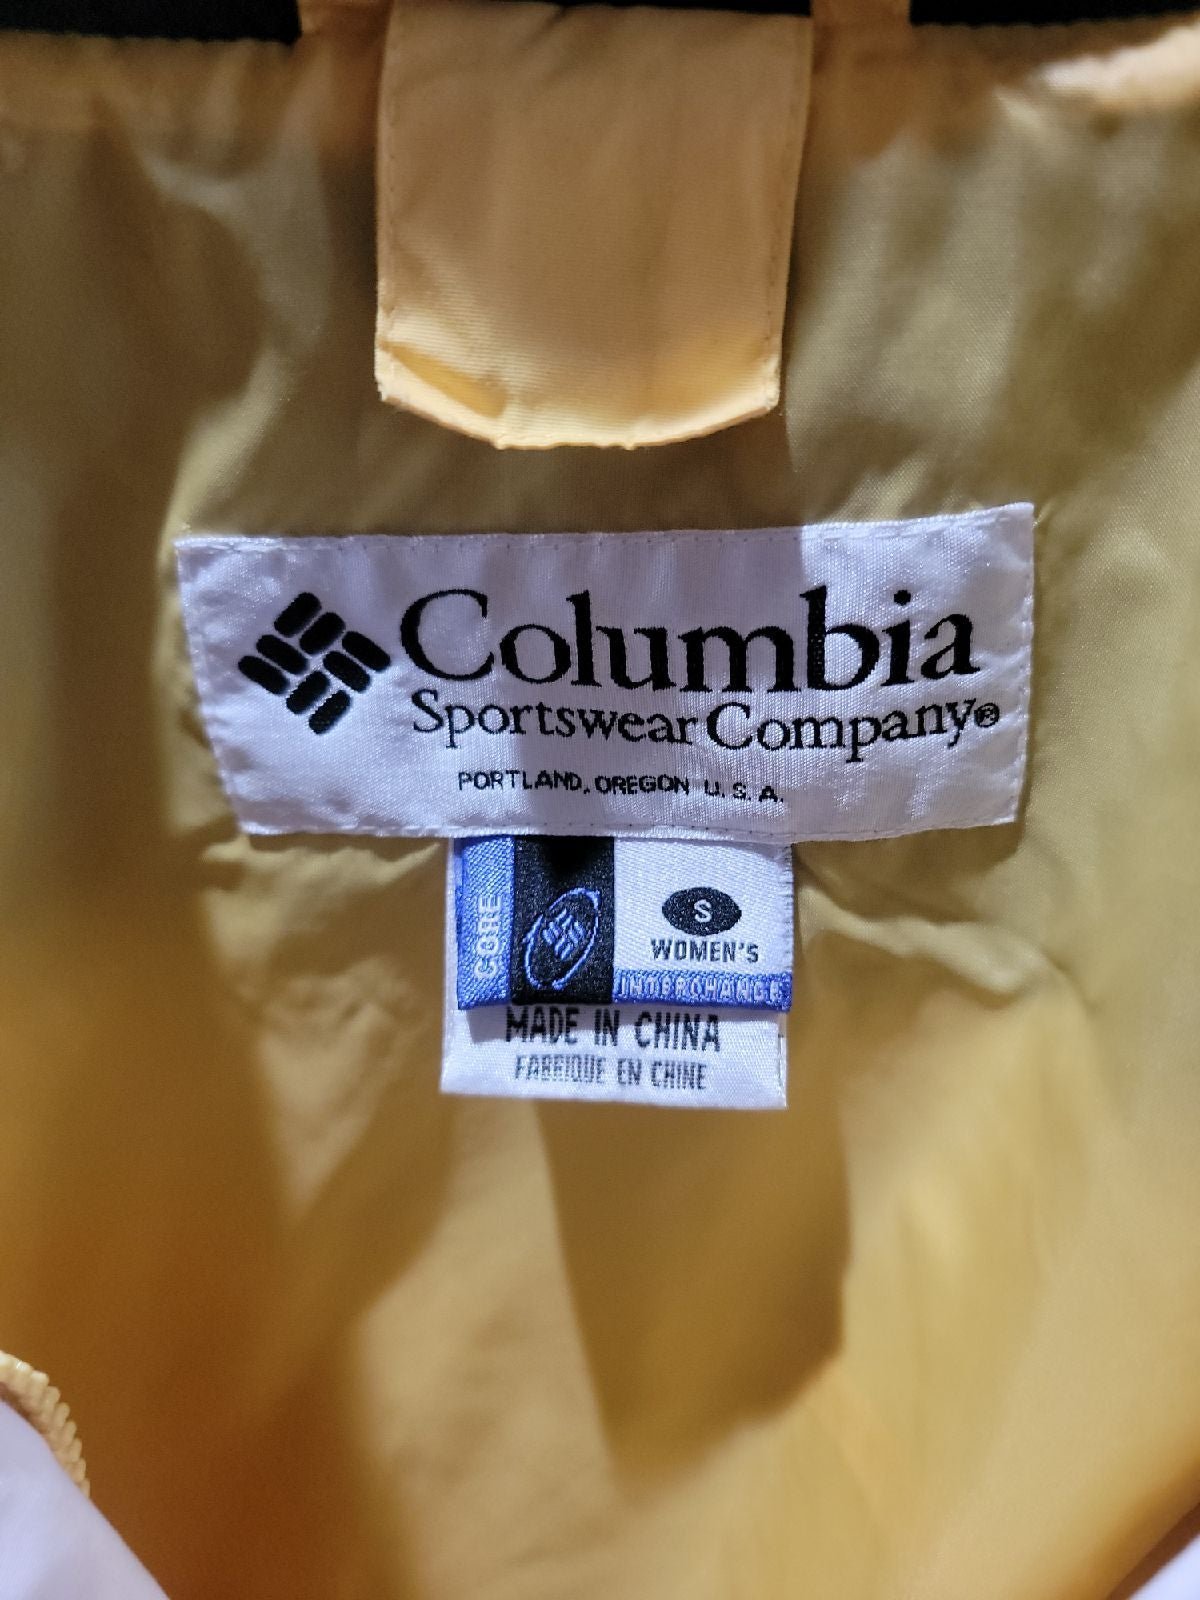 Columbia
Sportswear Company®
PORTLAND, OREGON U.S.A.
CORE
S
WOMEN'S
INTERCHANGE
MADE IN CHINA
FABRIQUE EN CHINE